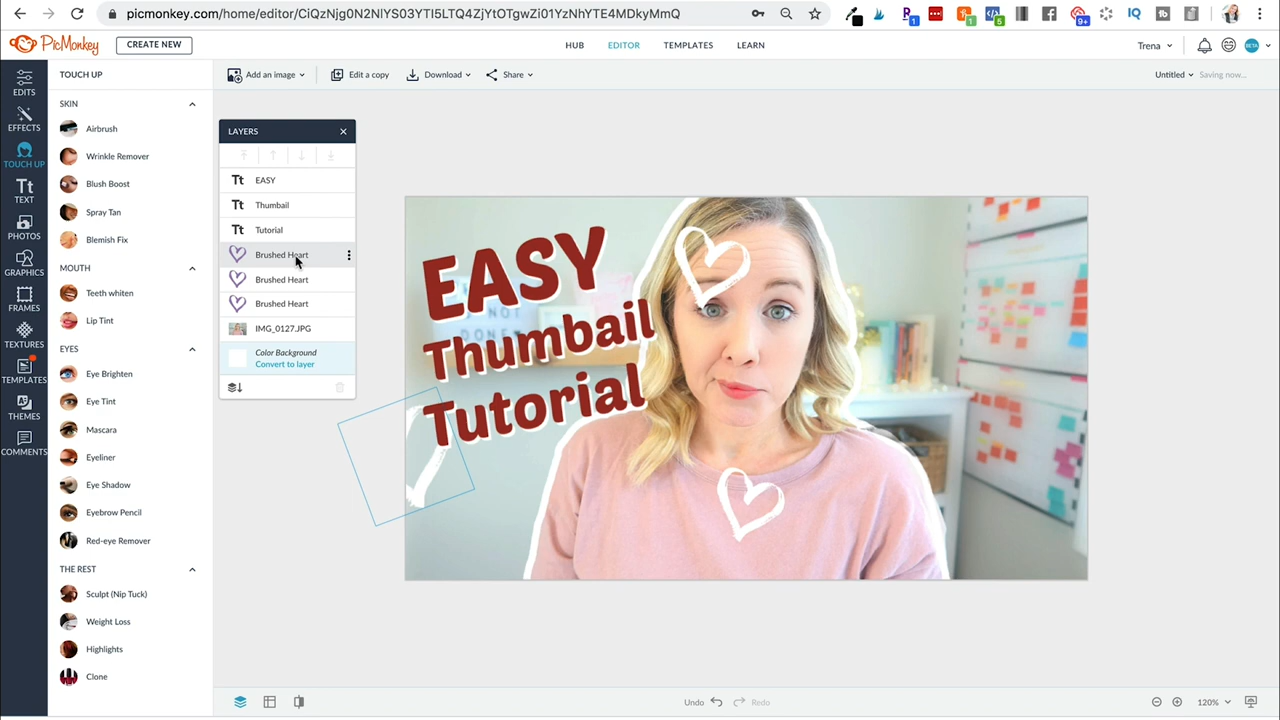 picmonkey.com/home/editor/CiQzNjg0N2NlYS03YTI5LTQ4ZjYtOTgwZi01YzNhYTE4MDkyMmQ
PicMonkey
CREATE NEW
HUB
EDITOR
TEMPLATES
LEARN
Trena
BETA
TOUCH UP
Add an image
Edit a copy
Download
Share
Untitled
Saving now...
EDITS
EFFECTS
TOUCH UP
Tt
TEXT
PHOTOS
GRAPHICS
FRAMES
TEXTURES
TEMPLATES
THEMES
COMMENTS
SKIN
Airbrush
Wrinkle Remover
Blush Boost
Spray Tan
Blemish Fix
MOUTH
Teeth whiten
Lip Tint
EYES
Eye Brighten
Eye Tint
Mascara
Eyeliner
Eye Shadow
Eyebrow Pencil
Red-eye Remover
THE REST
Sculpt (Nip Tuck)
Weight Loss
Highlights
Clone
LAYERS
Tt EASY
Tt Thumbail
Tt Tutorial
Brushed Heart
Brushed Heart
Brushed Heart
IMG_0127.JPG
Color Background
Convert to layer
EASY
Thumbail
Tutorial
Undo
Redo
120%